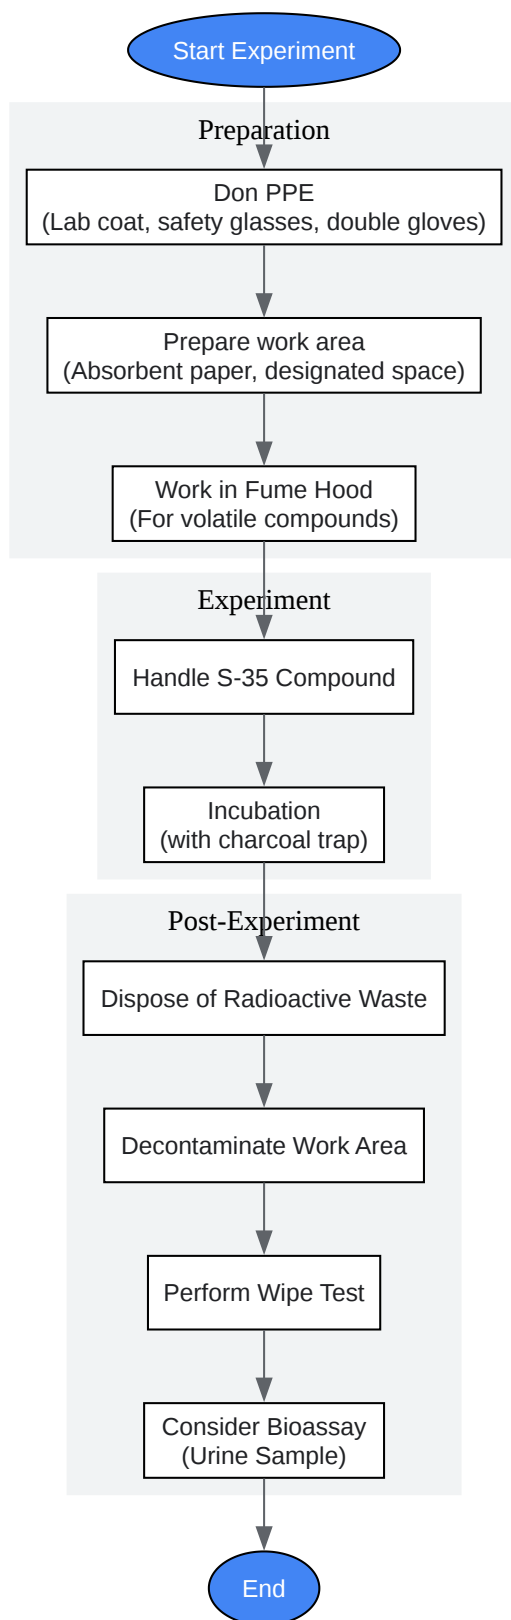 Start Experiment
Preparation
Don PPE
(Lab coat, safety glasses, double gloves)
Prepare work area
(Absorbent paper, designated space)
Work in Fume Hood
(For volatile compounds)
Experiment
Handle S-35 Compound
Incubation
(with charcoal trap)
Post-Experiment
Dispose of Radioactive Waste
Decontaminate Work Area
Perform Wipe Test
Consider Bioassay
(Urine Sample)
End